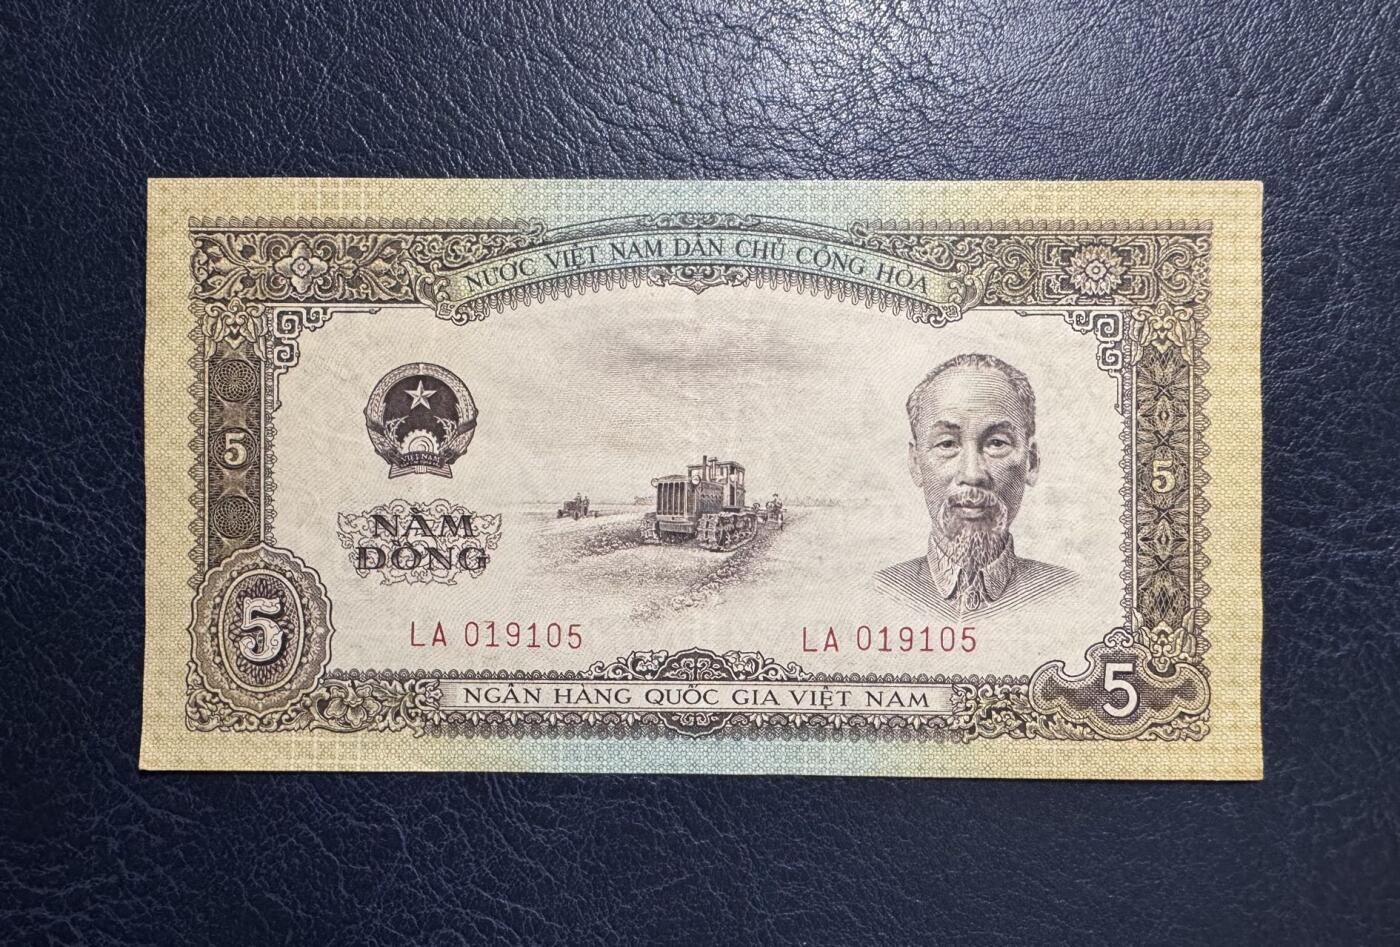 NƯỚC VIỆT NAM DÂN CHỦ CỘNG HÒA
5
5
VIỆT NAM
NĂM
ĐỒNG
5
LA 019105
LA 019105
NGÂN HÀNG QUỐC GIA VIỆT NAM
5